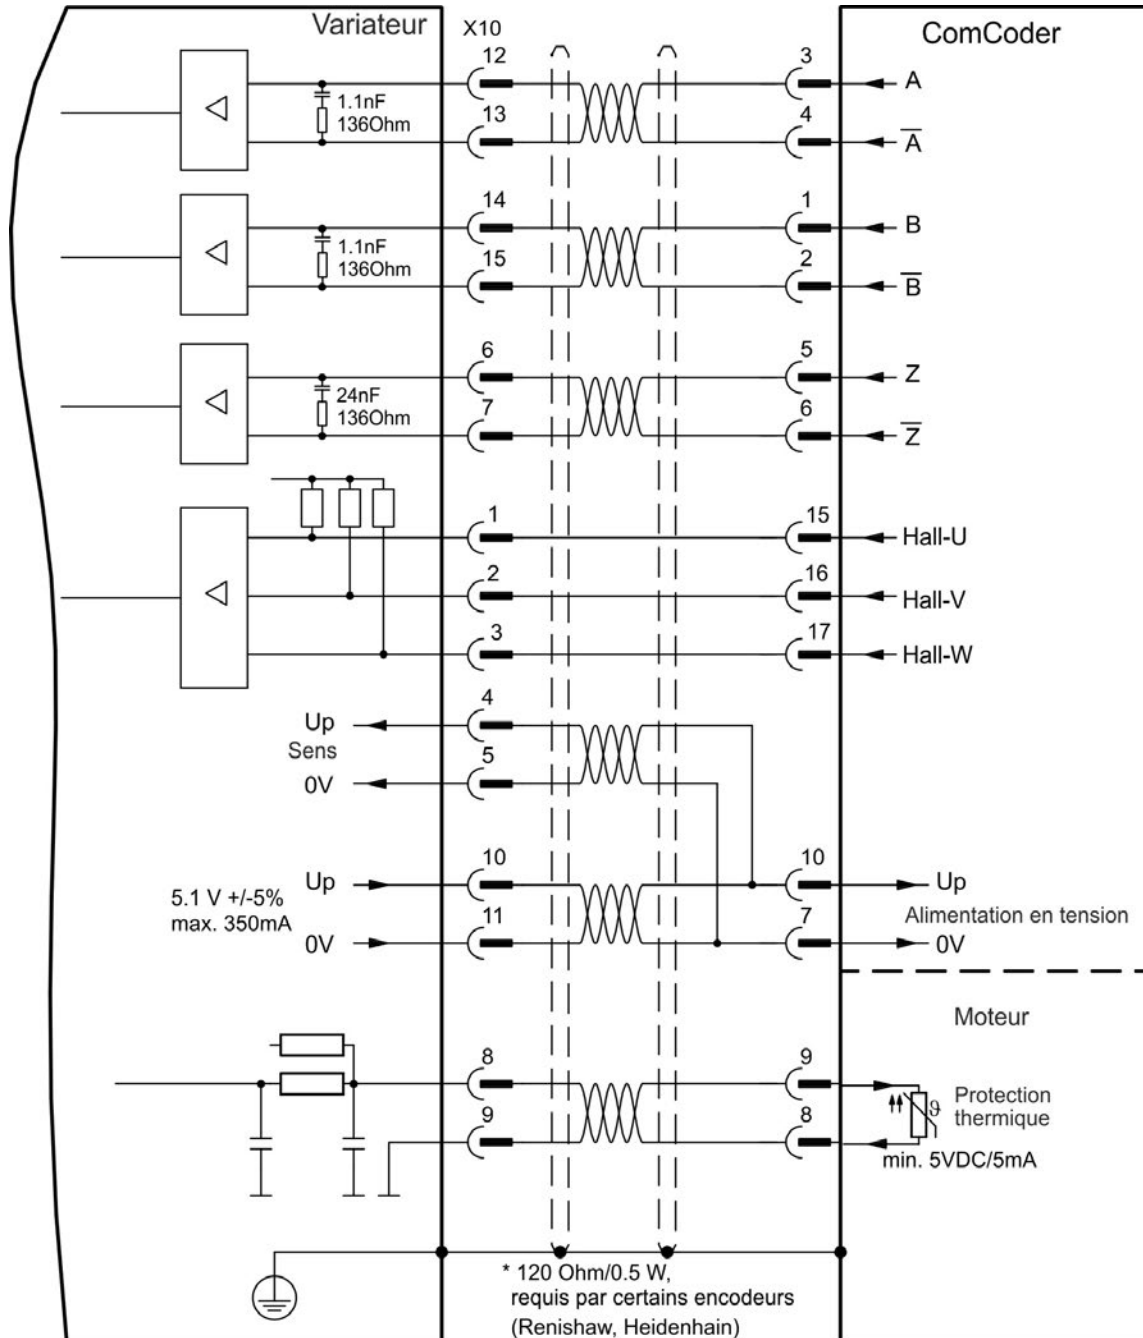 Variateur
X10
ComCoder
12
3
A
1.1nF
136Ohm
13
4
A̅
14
1
B
1.1nF
136Ohm
15
2
B̅
6
5
Z
24nF
136Ohm
7
6
Z̅
1
15
Hall-U
2
16
Hall-V
3
17
Hall-W
4
Up
Sens
5
0V
10
10
Up
Up
5.1 V +/-5%
max. 350mA
11
7
Alimentation en tension
0V
0V
Moteur
8
9
Protection
thermique
ϑ
9
8
min. 5VDC/5mA
* 120 Ohm/0.5 W,
requis par certains encodeurs
(Renishaw, Heidenhain)